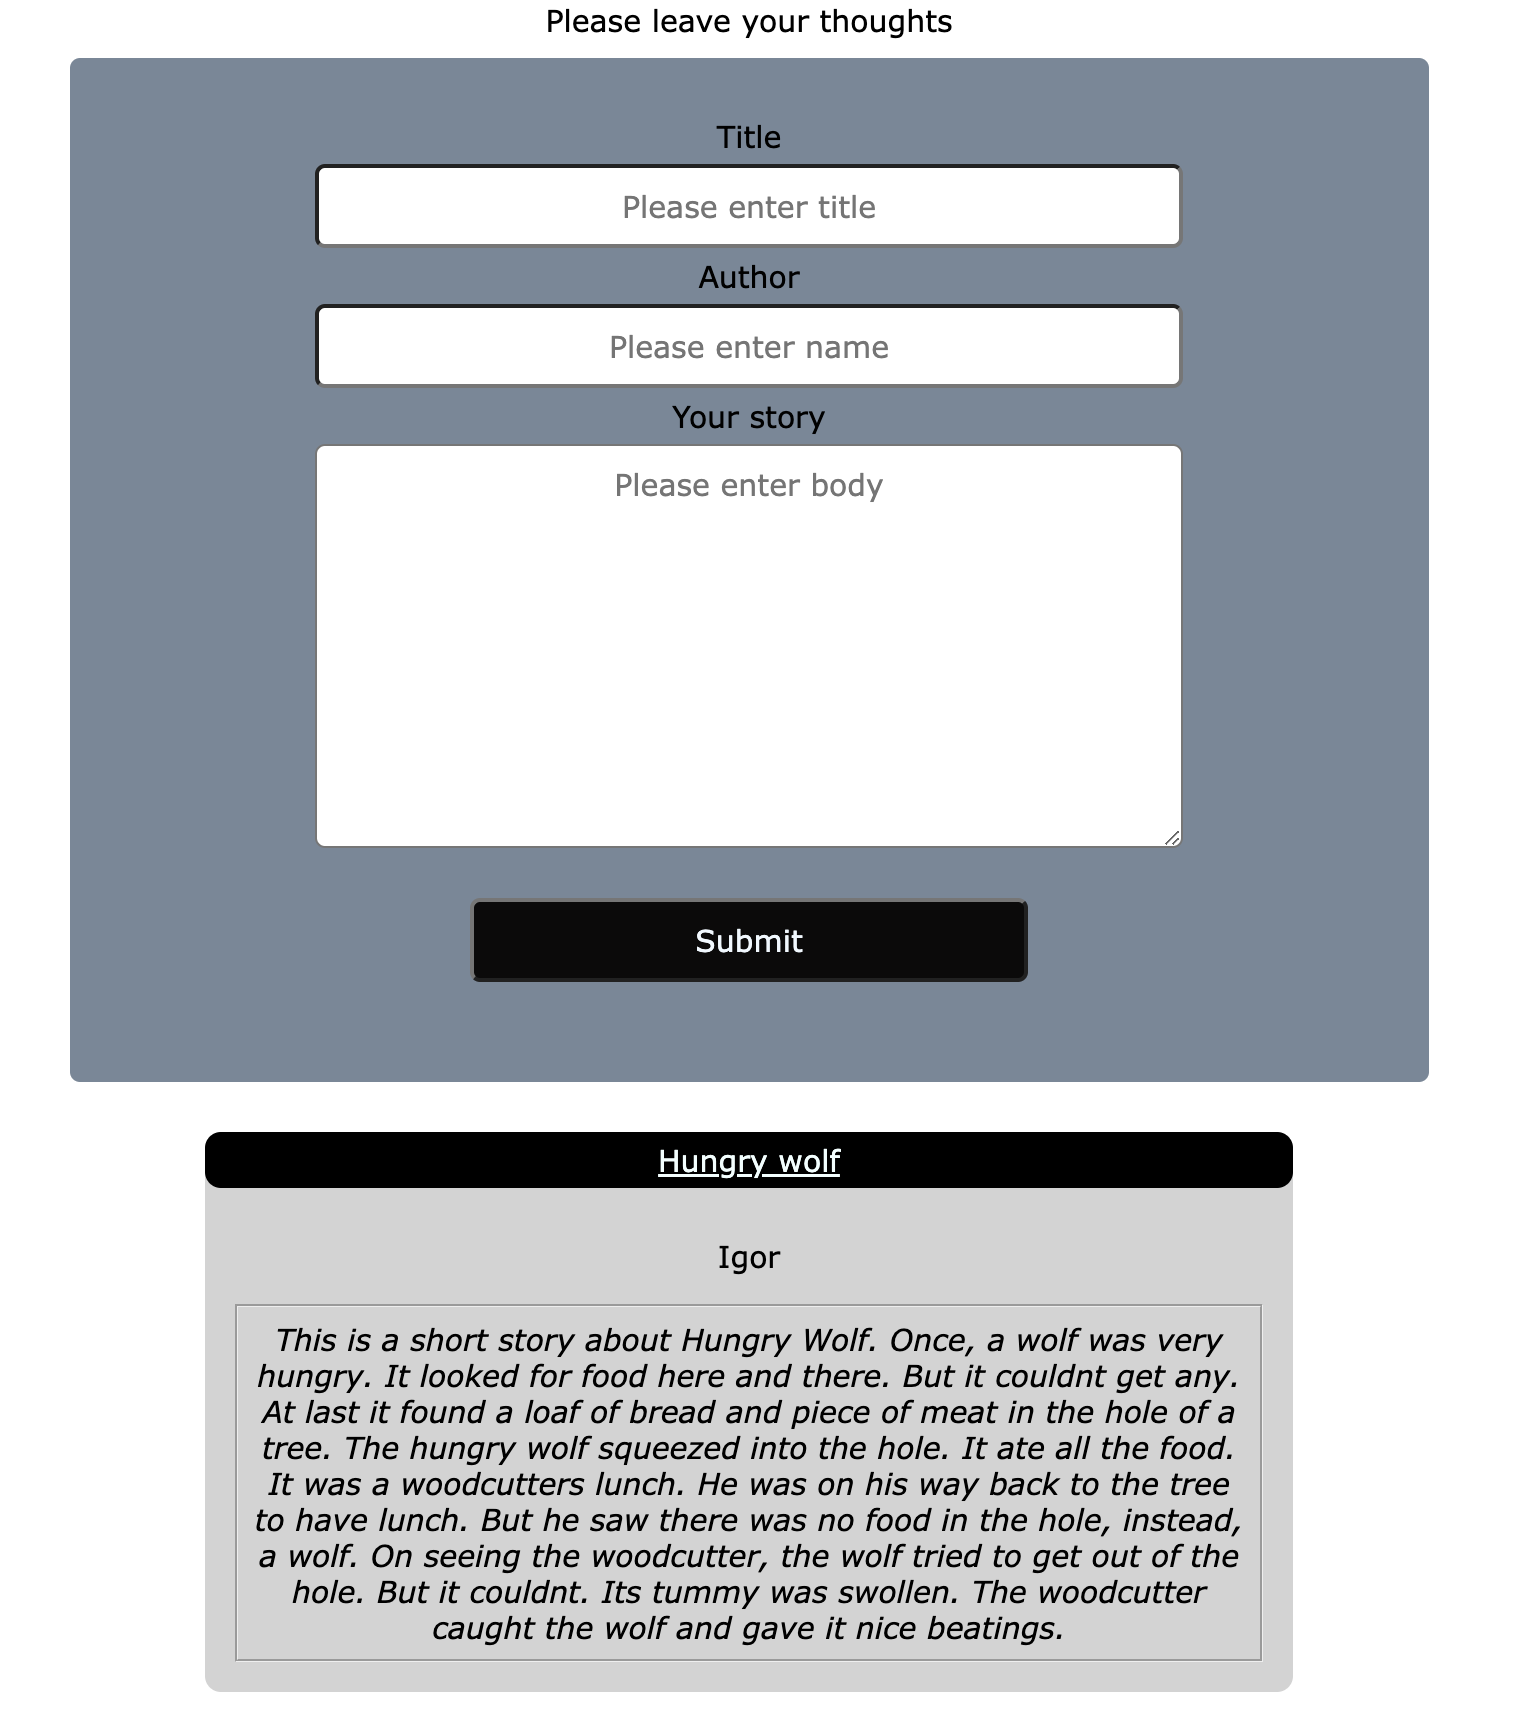 Please leave your thoughts
Title
Please enter title
Author
Please enter name
Your story
Please enter body
Submit
Hungry wolf
Igor
This is a short story about Hungry Wolf. Once, a wolf was very
hungry. It looked for food here and there. But it couldnt get any.
At last it found a loaf of bread and piece of meat in the hole of a
tree. The hungry wolf squeezed into the hole. It ate all the food.
It was a woodcutters lunch. He was on his way back to the tree
to have lunch. But he saw there was no food in the hole, instead,
a wolf. On seeing the woodcutter, the wolf tried to get out of the
hole. But it couldnt. Its tummy was swollen. The woodcutter
caught the wolf and gave it nice beatings.